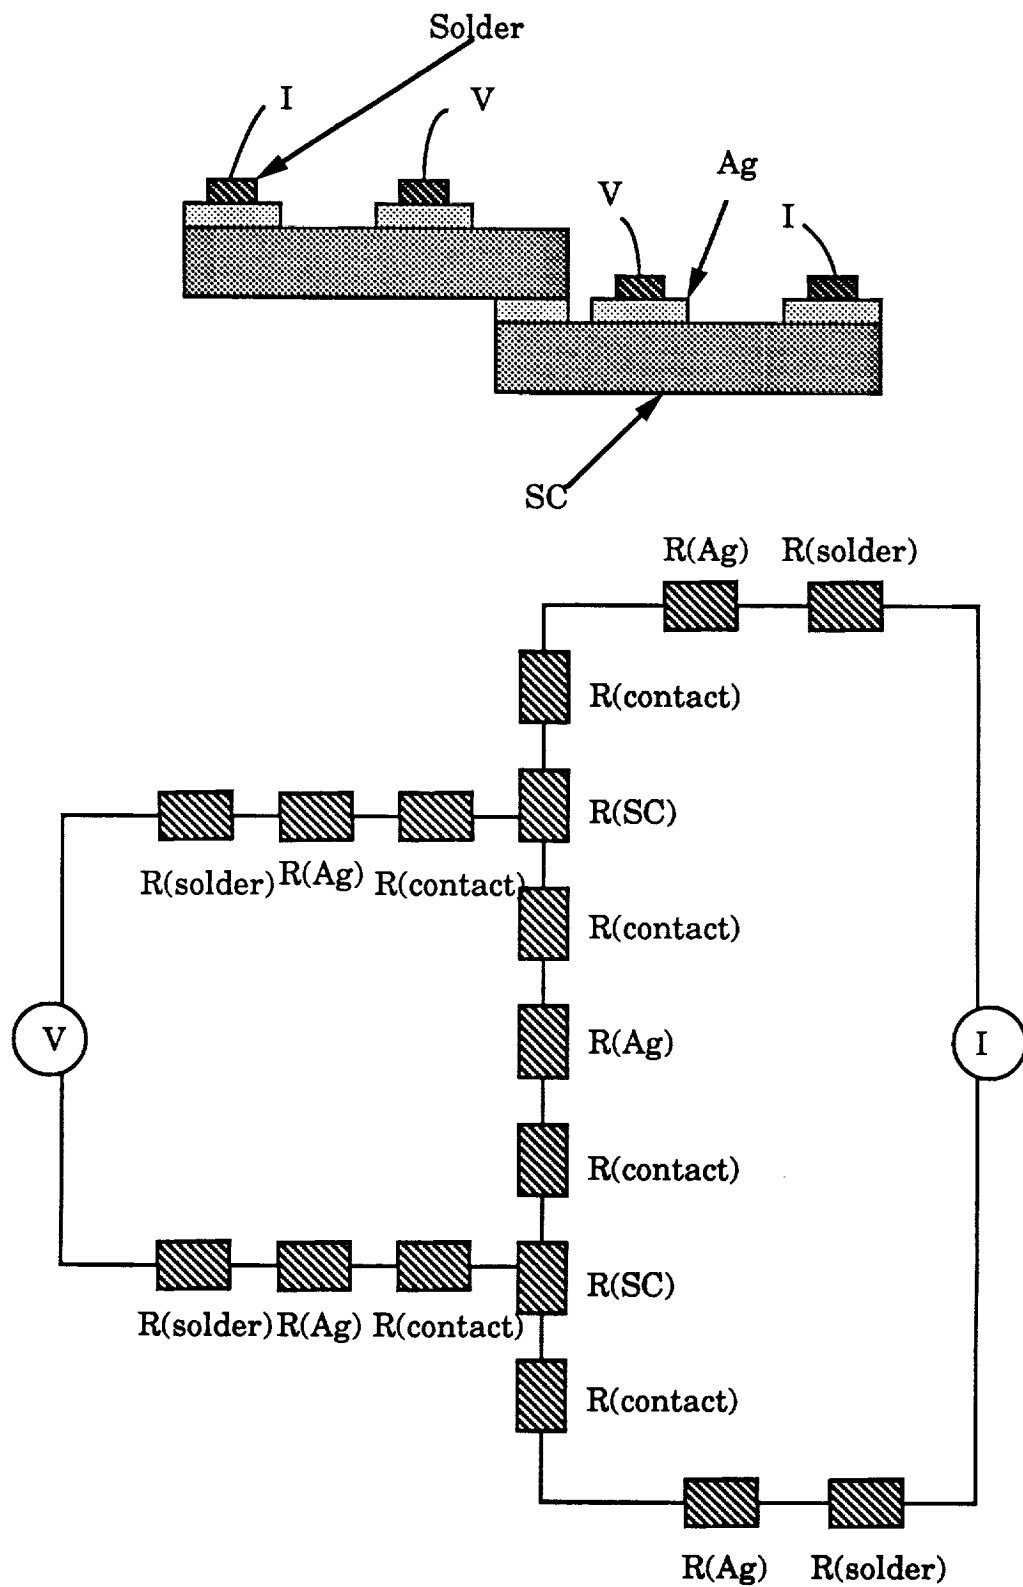 Solder
I
V
V
Ag
I
SC
R(Ag) R(solder)
R(contact)
R(SC)
R(solder) R(Ag) R(contact)
R(contact)
R(Ag)
V
I
R(contact)
R(SC)
R(solder) R(Ag) R(contact)
R(contact)
R(Ag) R(solder)